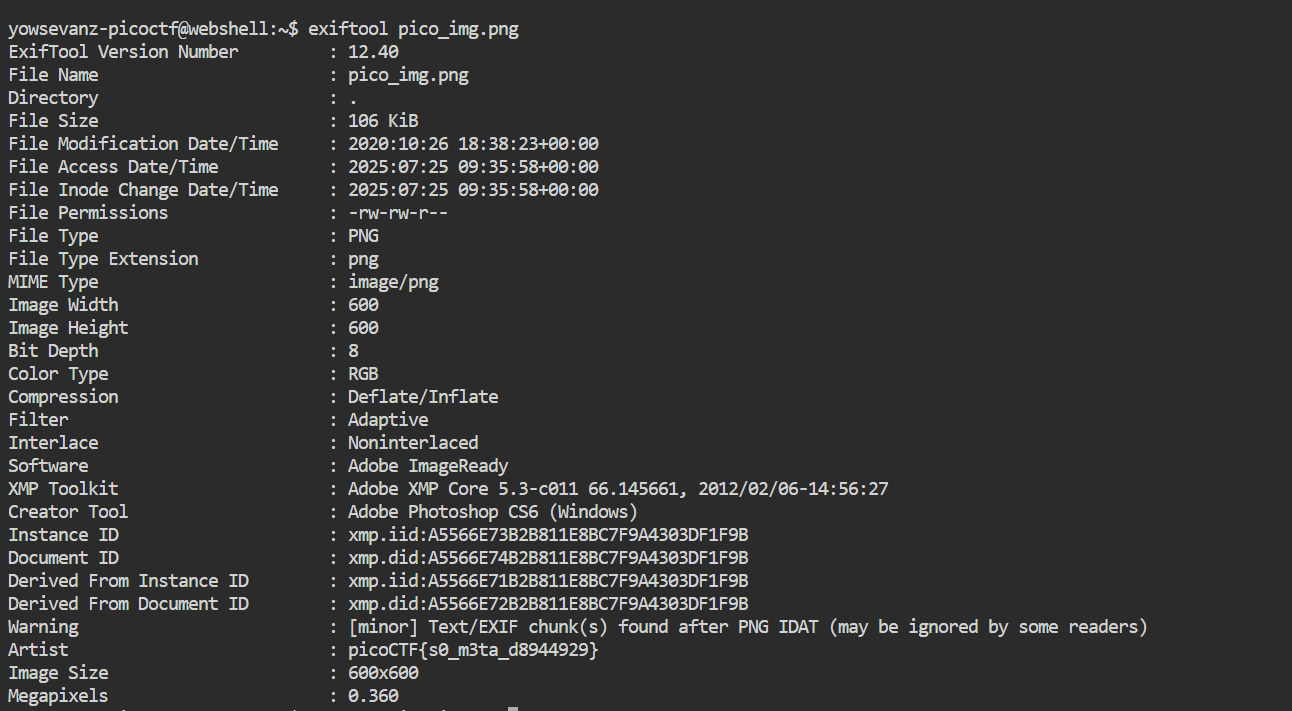 yowsevanz-picoctf@webshell:~$ exiftool pico_img.png
ExifTool Version Number : 12.40
File Name : pico_img.png
Directory : .
File Size : 106 KiB
File Modification Date/Time : 2020:10:26 18:38:23+00:00
File Access Date/Time : 2025:07:25 09:35:58+00:00
File Inode Change Date/Time : 2025:07:25 09:35:58+00:00
File Permissions : -rw-rw-r--
File Type : PNG
File Type Extension : png
MIME Type : image/png
Image Width : 600
Image Height : 600
Bit Depth : 8
Color Type : RGB
Compression : Deflate/Inflate
Filter : Adaptive
Interlace : Noninterlaced
Software : Adobe ImageReady
XMP Toolkit : Adobe XMP Core 5.3-c011 66.145661, 2012/02/06-14:56:27
Creator Tool : Adobe Photoshop CS6 (Windows)
Instance ID : xmp.iid:A5566E73B2B811E8BC7F9A4303DF1F9B
Document ID : xmp.did:A5566E74B2B811E8BC7F9A4303DF1F9B
Derived From Instance ID : xmp.iid:A5566E71B2B811E8BC7F9A4303DF1F9B
Derived From Document ID : xmp.did:A5566E72B2B811E8BC7F9A4303DF1F9B
Warning : [minor] Text/EXIF chunk(s) found after PNG IDAT (may be ignored by some readers)
Artist : picoCTF{s0_m3ta_d8944929}
Image Size : 600x600
Megapixels : 0.360